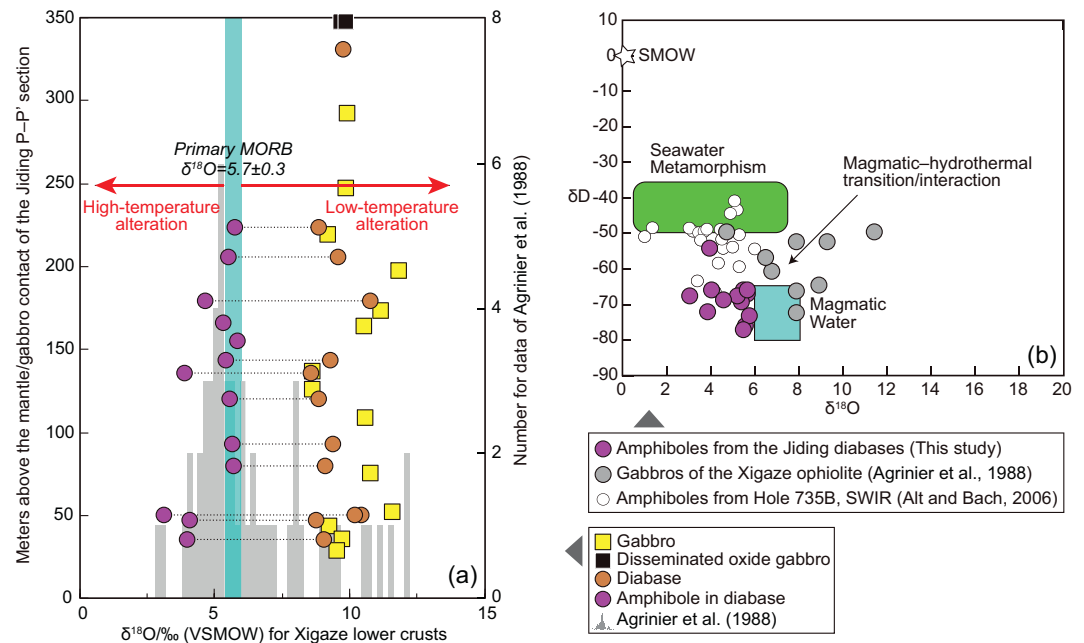 Meters above the mantle/gabbro contact of the Jiding P–P' section
350
300
250
200
150
100
50
0
0
5
10
15
8
6
4
2
0
Number for data of Agrinier et al. (1988)
Primary MORB
δ18O=5.7±0.3
High-temperature
alteration
Low-temperature
alteration
(a)
δ18O/‰ (VSMOW) for Xigaze lower crusts
10
0
-10
-20
-30
-40
-50
-60
-70
-80
-90
δD
SMOW
Seawater
Metamorphism
Magmatic–hydrothermal
transition/interaction
Magmatic
Water
(b)
0
2
4
6
8
10
12
14
16
18
20
δ18O
Amphiboles from the Jiding diabases (This study)
Gabbros of the Xigaze ophiolite (Agrinier et al., 1988)
Amphiboles from Hole 735B, SWIR (Alt and Bach, 2006)
Gabbro
Disseminated oxide gabbro
Diabase
Amphibole in diabase
Agrinier et al. (1988)